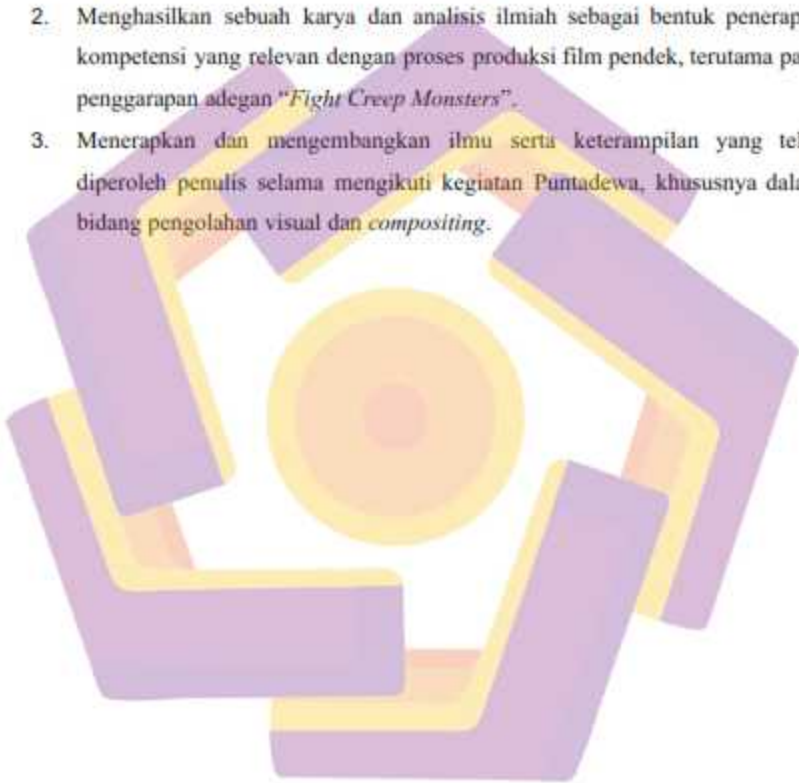 2. Menghasilkan sebuah karya dan analisis ilmiah sebagai bentuk penerap
kompetensi yang relevan dengan proses produksi film pendek, terutama pa
penggarapan adegan “Fight Creep Monsters”.
3. Menerapkan dan mengembangkan ilmu serta keterampilan yang tel
diperoleh penulis selama mengikuti kegiatan Puntadewa, khususnya dala
bidang pengolahan visual dan compositing.